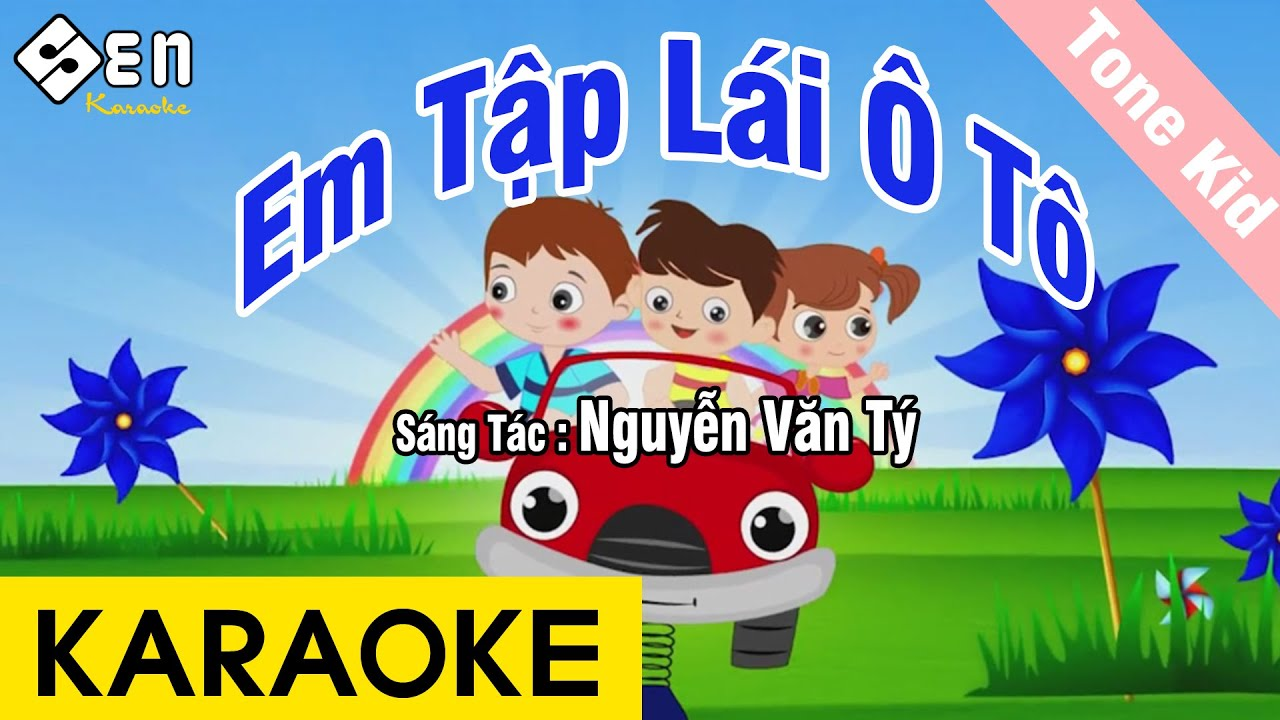 Sen
Karaoke
Em Tập Lái Ô Tô
Tone Kid
Sáng Tác : Nguyễn Văn Tý
KARAOKE